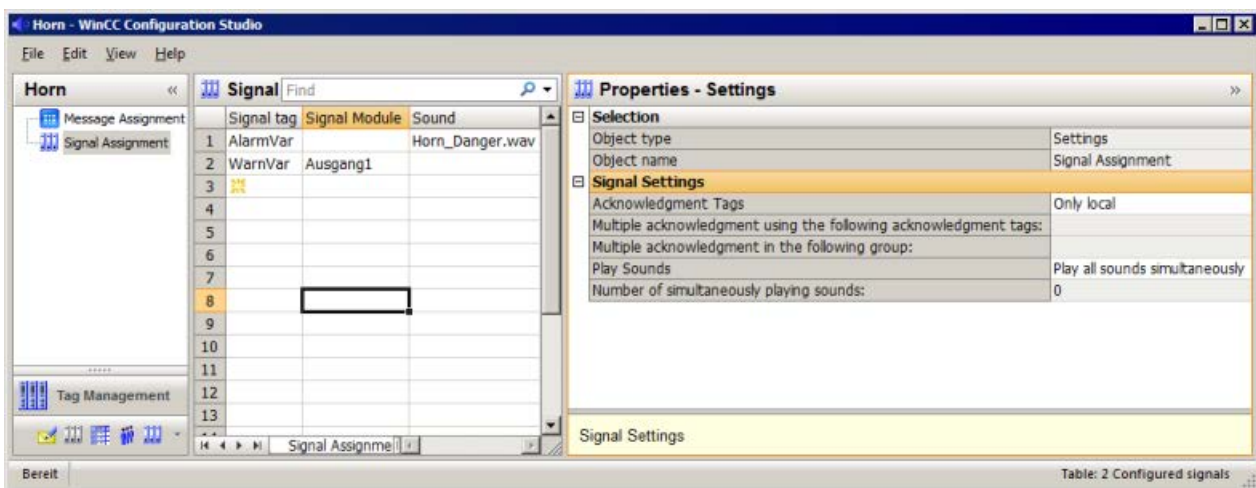 Horn - WinCC Configuration Studio
File Edit View Help
Horn «
Message Assignment
Signal Assignment
Tag Management
Signal Find
Signal tag Signal Module Sound
1 AlarmVar Horn_Danger.wav
2 WarnVar Ausgang1
3
4
5
6
7
8
9
10
11
12
13
Signal Assignme
Properties - Settings »
Selection
Object type Settings
Object name Signal Assignment
Signal Settings
Acknowledgment Tags Only local
Multiple acknowledgment using the following acknowledgment tags:
Multiple acknowledgment in the following group:
Play Sounds Play all sounds simultaneously
Number of simultaneously playing sounds: 0
Signal Settings
Bereit Table: 2 Configured signals